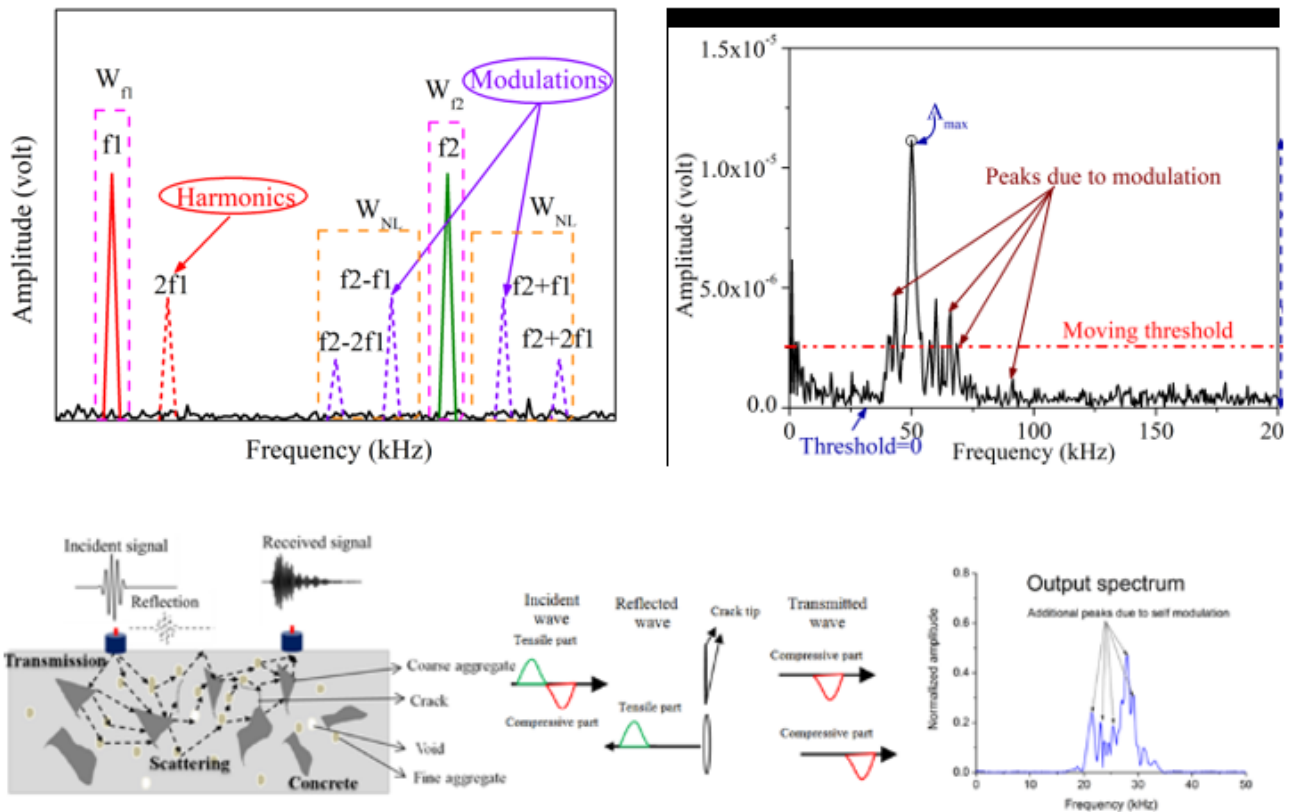 W_f1
W_f2
Modulations
f1
f2
Harmonics
W_NL
W_NL
2f1
f2-f1
f2+f1
f2-2f1
f2+2f1
Amplitude (volt)
Frequency (kHz)
1.5x10^-5
1.0x10^-5
5.0x10^-6
0.0
A_max
Peaks due to modulation
Moving threshold
0
50
100
150
20
Threshold=0
Frequency (kHz)
Amplitude (volt)
Incident signal
Received signal
Reflection
Transmission
Coarse aggregate
Crack
Void
Scattering
Concrete
Fine aggregate
Incident
wave
Reflected
wave
Crack tip
Transmitted
wave
Tensile part
Compressive part
Compressive part
Tensile part
Compressive part
Output spectrum
Additional peaks due to self modulation
0.8
0.6
0.4
0.2
0.0
Normalized amplitude
0
10
20
30
40
50
Frequency (kHz)